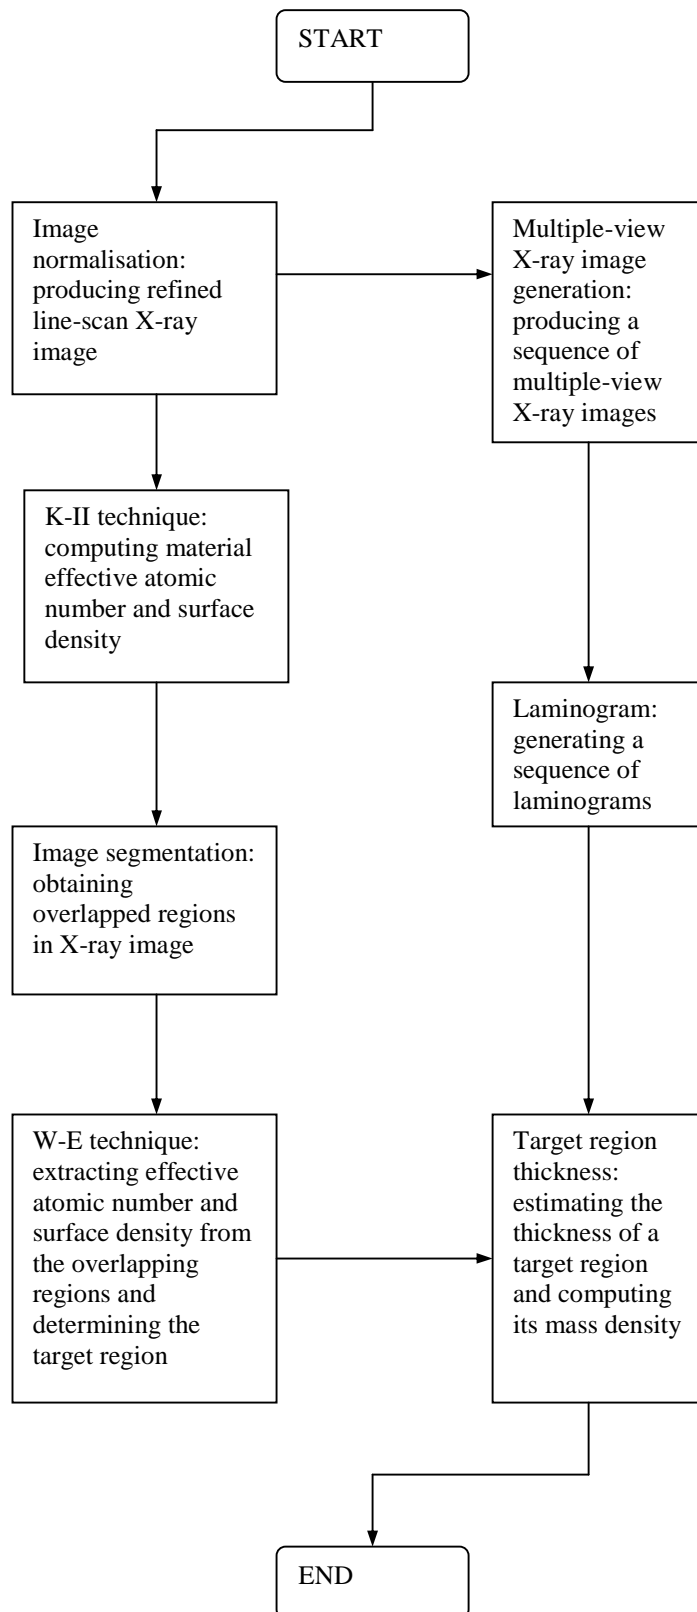 START
Image
normalisation:
producing refined
line-scan X-ray
image
Multiple-view
X-ray image
generation:
producing a
sequence of
multiple-view
X-ray images
K-II technique:
computing material
effective atomic
number and surface
density
Laminogram:
generating a
sequence of
laminograms
Image segmentation:
obtaining
overlapped regions
in X-ray image
W-E technique:
extracting effective
atomic number and
surface density from
the overlapping
regions and
determining the
target region
Target region
thickness:
estimating the
thickness of a
target region
and computing
its mass density
END